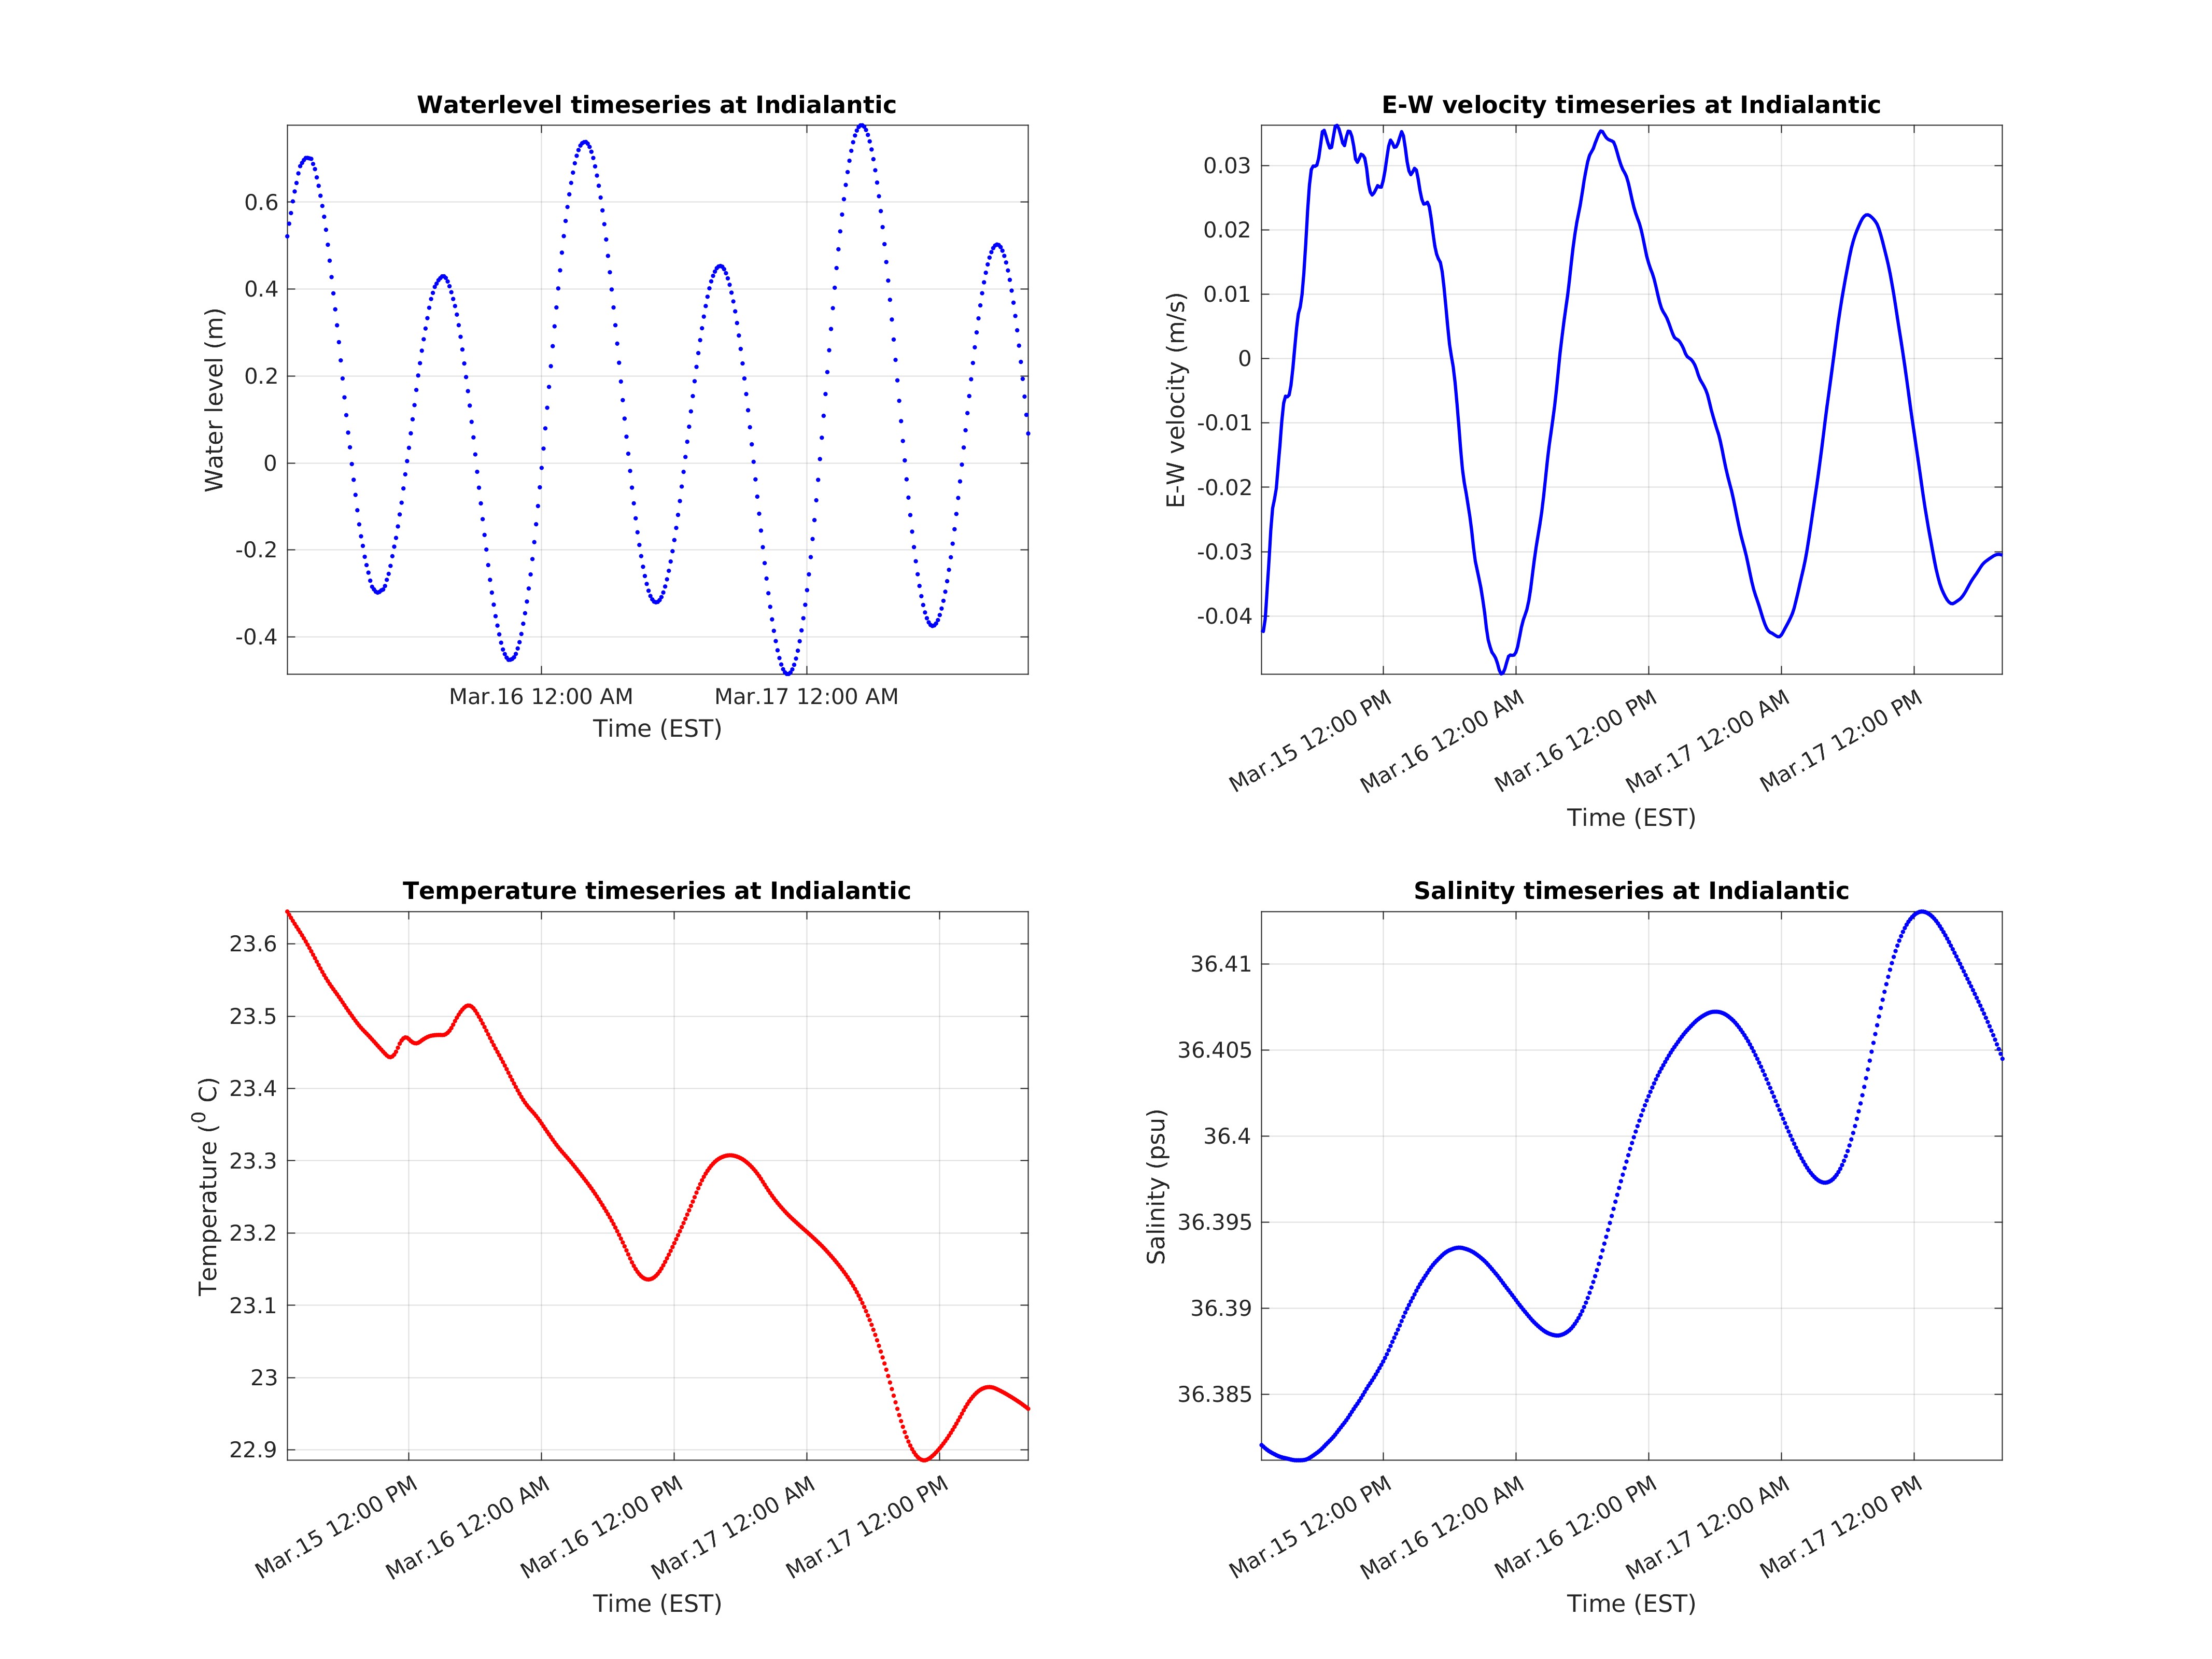 Waterlevel timeseries at Indialantic
0.6
0.4
0.2
0
-0.2
-0.4
Water level (m)
Mar.16 12:00 AM
Mar.17 12:00 AM
Time (EST)
E-W velocity timeseries at Indialantic
0.03
0.02
0.01
0
-0.01
-0.02
-0.03
-0.04
E-W velocity (m/s)
Mar.15 12:00 PM
Mar.16 12:00 AM
Mar.16 12:00 PM
Mar.17 12:00 AM
Mar.17 12:00 PM
Time (EST)
Temperature timeseries at Indialantic
23.6
23.5
23.4
23.3
23.2
23.1
23
22.9
Temperature (⁰ C)
Mar.15 12:00 PM
Mar.16 12:00 AM
Mar.16 12:00 PM
Mar.17 12:00 AM
Mar.17 12:00 PM
Time (EST)
Salinity timeseries at Indialantic
36.41
36.405
36.4
36.395
36.39
36.385
Salinity (psu)
Mar.15 12:00 PM
Mar.16 12:00 AM
Mar.16 12:00 PM
Mar.17 12:00 AM
Mar.17 12:00 PM
Time (EST)